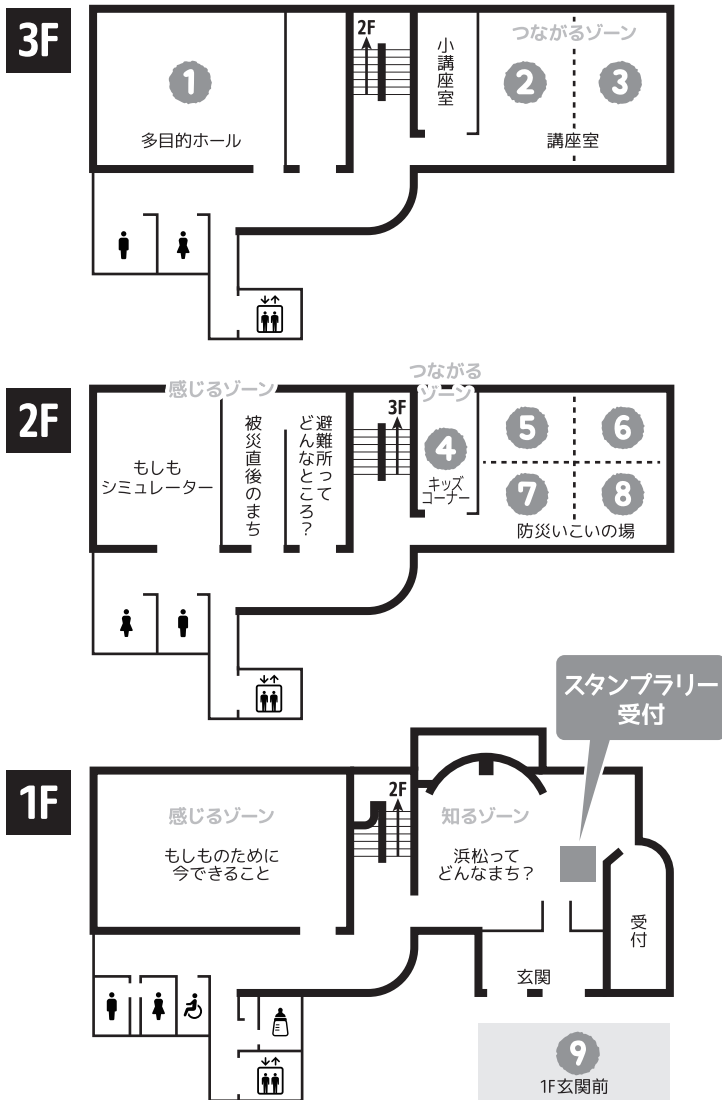 3F
2F
小講座室
つながるゾーン
1
2
3
多目的ホール
講座室
2F
感じるゾーン
つながる
ゾーン
3F
もしも
シミュレーター
被災直後のまち
避難所って
どんなところ？
4
キッズ
コーナー
5
6
7
8
防災いこいの場
スタンプラリー
受付
1F
2F
感じるゾーン
もしものために
今できること
知るゾーン
浜松って
どんなまち？
受付
玄関
9
1F玄関前